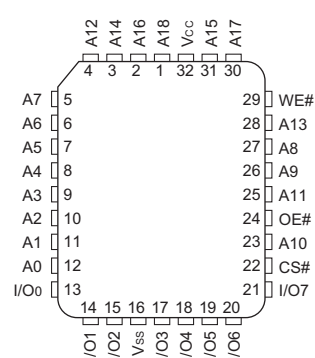 A12 A14 A16 A18 Vcc A15 A17
4 3 2 1 32 31 30
A7 5 29 WE#
A6 6 28 A13
A5 7 27 A8
A4 8 26 A9
A3 9 25 A11
A2 10 24 OE#
A1 11 23 A10
A0 12 22 CS#
I/O0 13 21 I/O7
14 15 16 17 18 19 20
/O1 /O2 Vss /O3 /O4 /O5 /O6